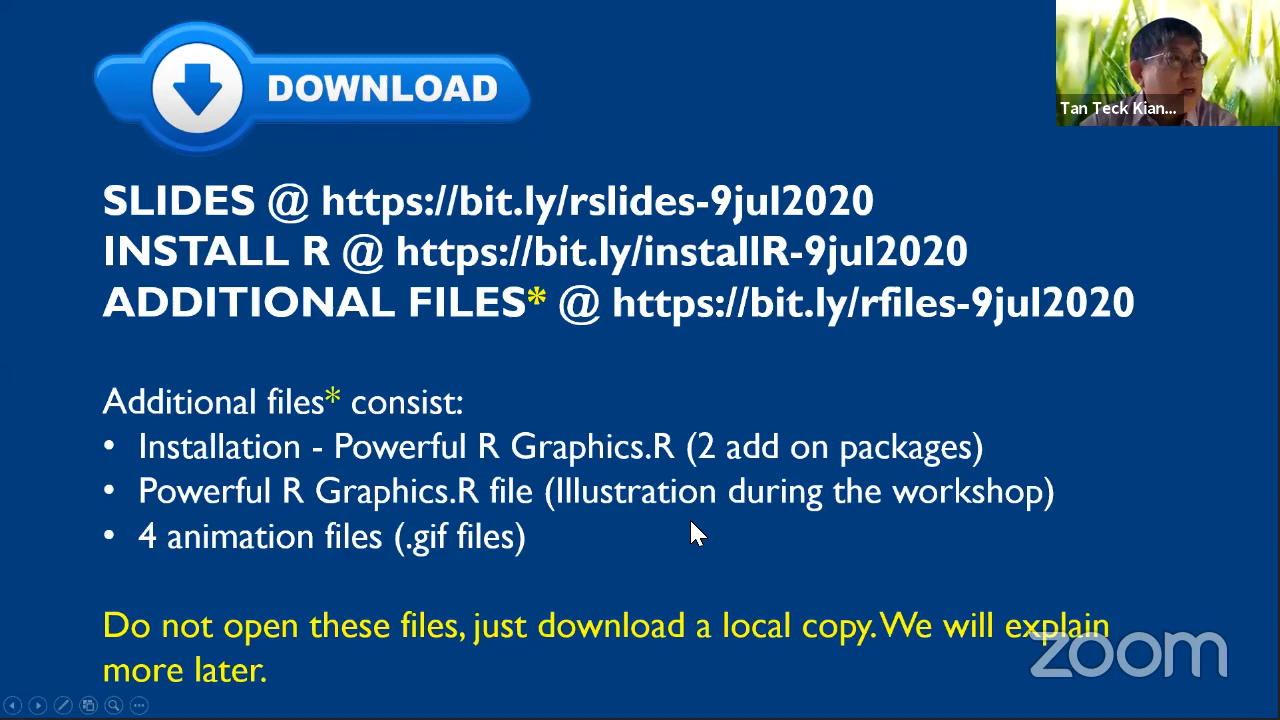 DOWNLOAD
Tan Teck Kian...
SLIDES @ https://bit.ly/rslides-9jul2020
INSTALL R @ https://bit.ly/installR-9jul2020
ADDITIONAL FILES* @ https://bit.ly/rfiles-9jul2020
Additional files* consist:
• Installation - Powerful R Graphics.R (2 add on packages)
• Powerful R Graphics.R file (Illustration during the workshop)
• 4 animation files (.gif files)
Do not open these files, just download a local copy. We will explain
more later.
zoom